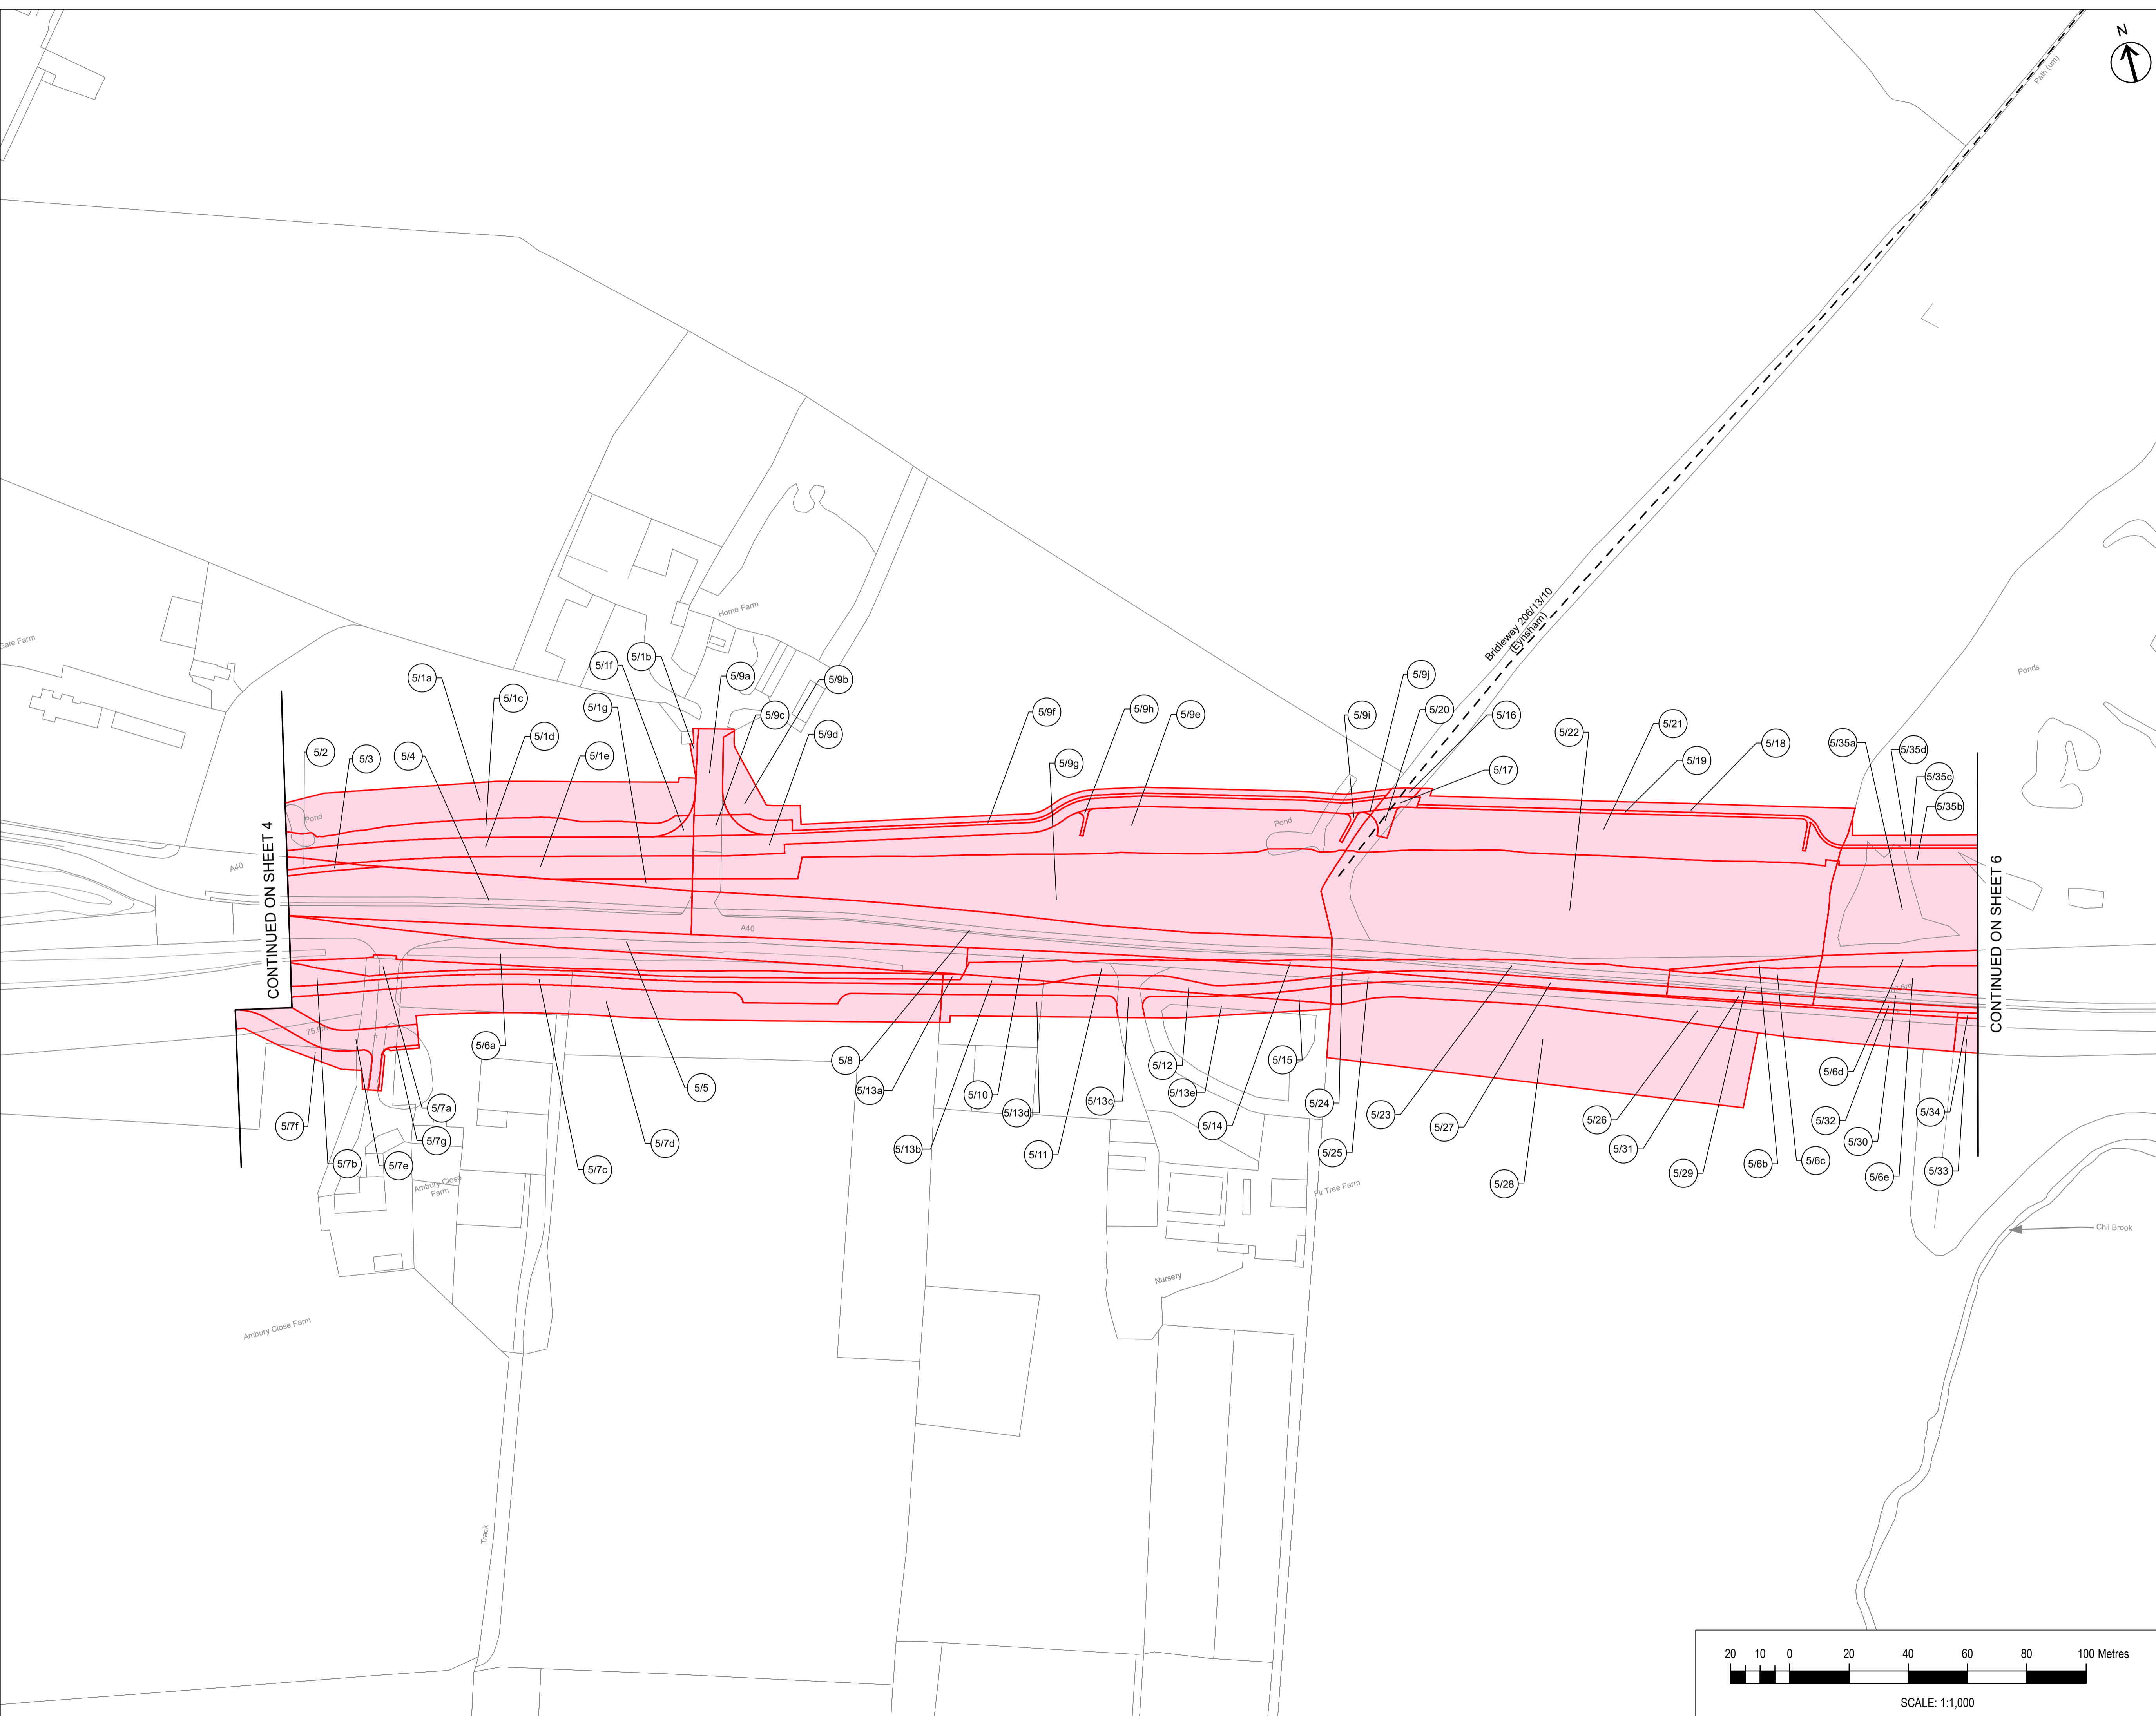 N
Path (um)
Bridleway 206/13/10
(Eynsham)
Home Farm
Gate Farm
Ponds
5/1a
5/1f
5/1b
5/9a
5/9b
5/1c
5/1g
5/9c
5/9d
5/9f
5/9h
5/9e
5/9i
5/9j
5/20
5/16
5/22
5/21
5/18
5/35a
5/35d
5/2
5/3
5/4
5/1d
5/1e
5/9g
5/17
5/19
5/35c
5/35b
Pond
Pond
A40
A40
CONTINUED ON SHEET 4
CONTINUED ON SHEET 6
75.9m
5/6a
5/8
5/5
5/13a
5/10
5/13d
5/13c
5/12
5/13e
5/15
5/24
5/23
5/27
5/26
5/6d
5/32
5/34
5/7f
5/7a
5/7g
5/7b
5/7e
5/7c
5/7d
5/13b
5/11
5/14
5/25
5/28
5/31
5/29
5/6b
5/6c
5/30
5/6e
5/33
Ambury Close
Farm
Ambury Close Farm
Fir Tree Farm
Nursery
Chil Brook
Track
20 10 0 20 40 60 80 100 Metres
SCALE: 1:1,000